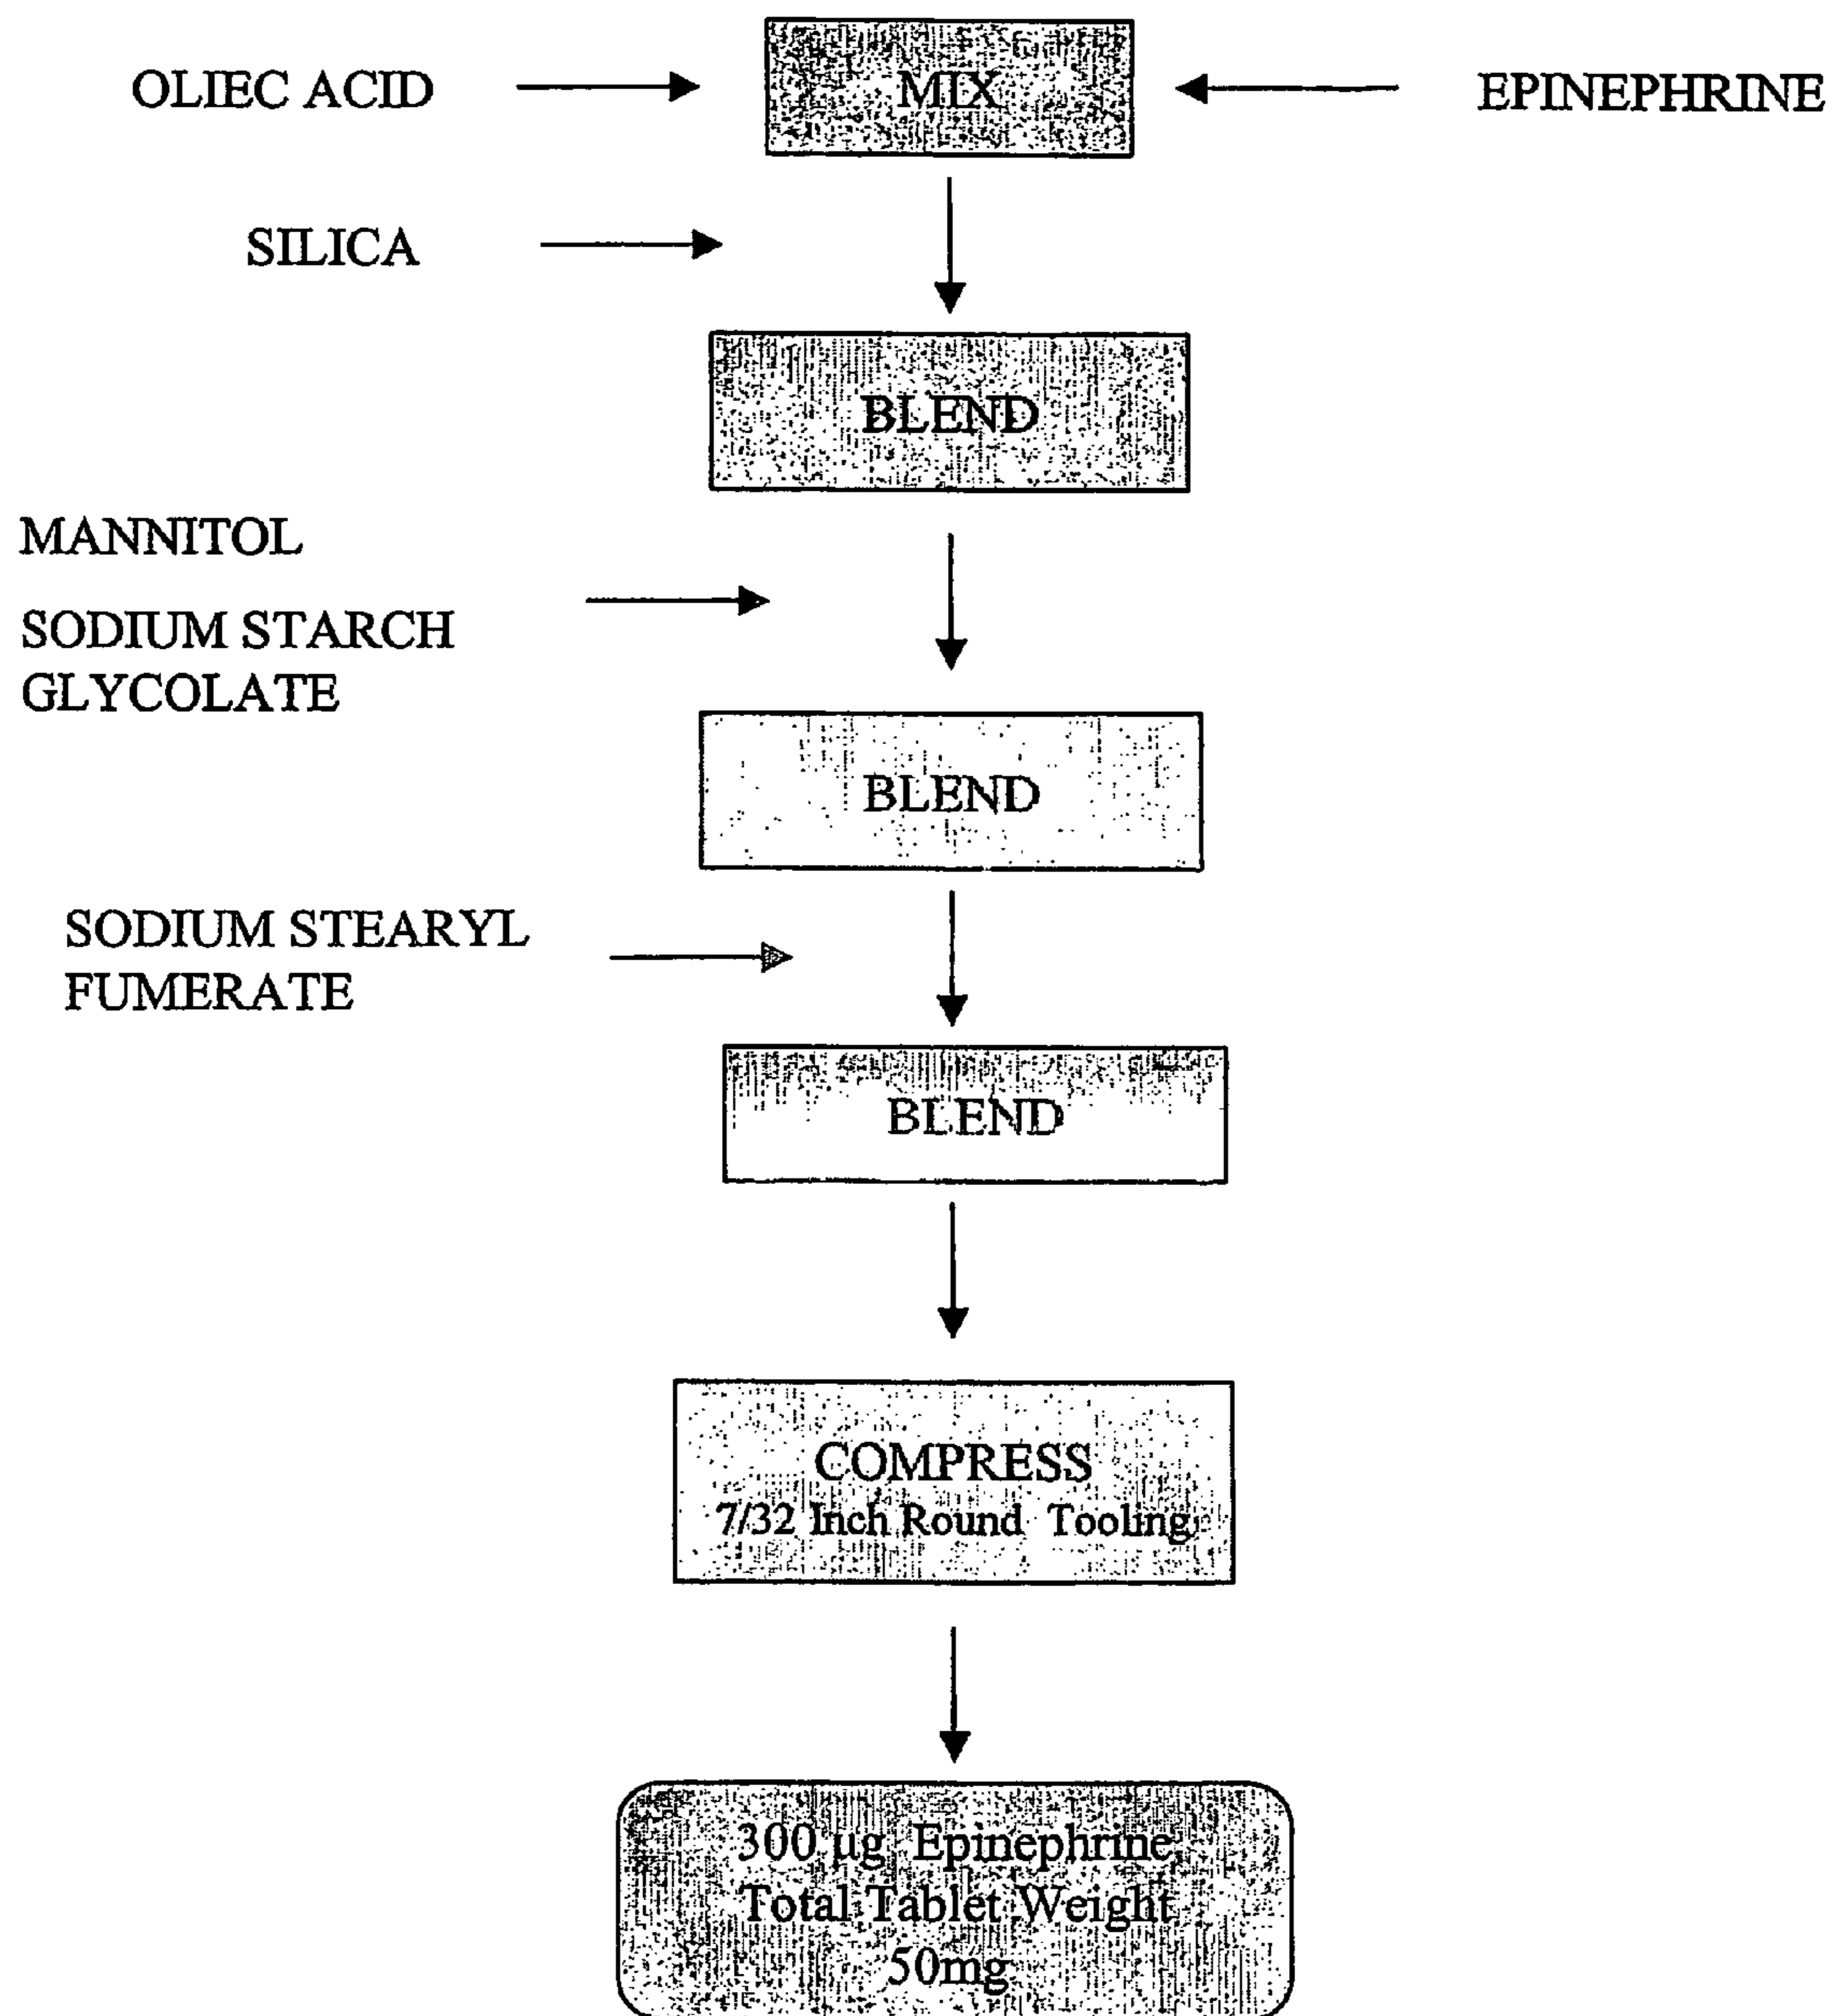 OLIEC ACID
MIX
EPINEPHRINE
SILICA
BLEND
MANNITOL
SODIUM STARCH
GLYCOLATE
BLEND
SODIUM STEARYL
FUMERATE
BLEND
COMPRESS
7/32 Inch Round Tooling
300 µg Epinephrine
Total Tablet Weight
50mg